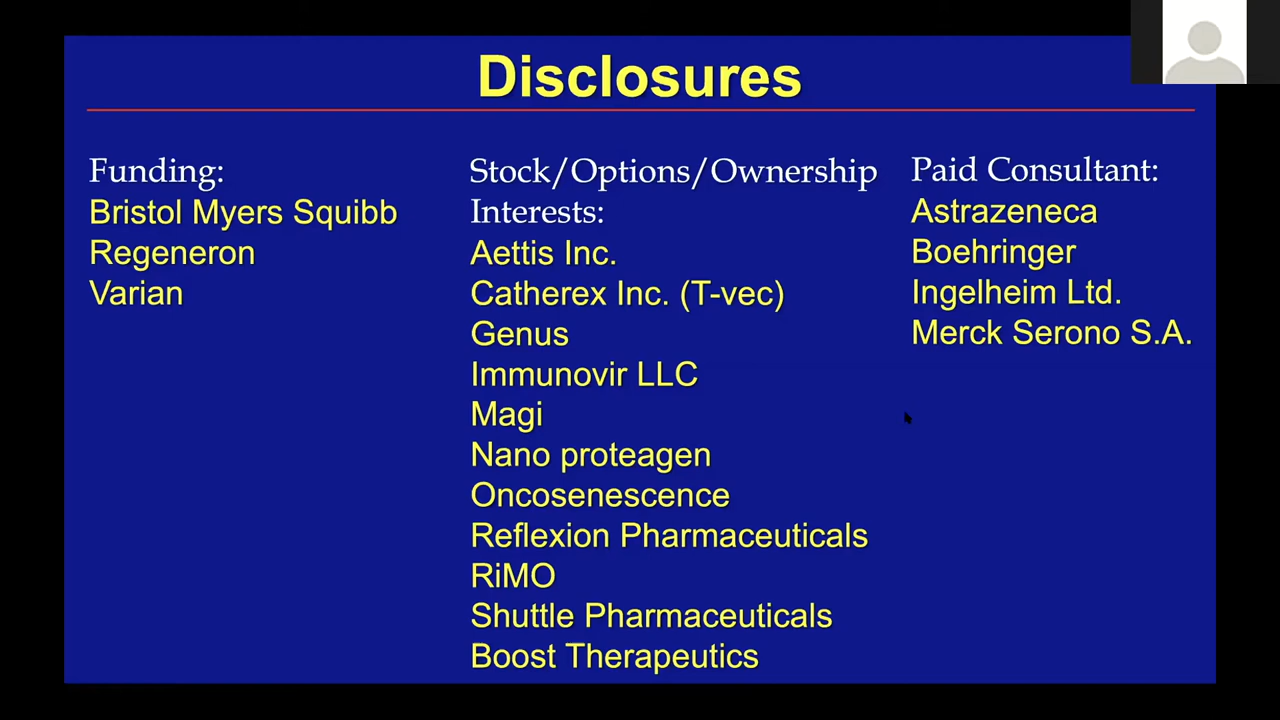 Disclosures
Funding:
Bristol Myers Squibb
Regeneron
Varian
Stock/Options/Ownership
Interests:
Aettis Inc.
Catherex Inc. (T-vec)
Genus
Immunovir LLC
Magi
Nano proteagen
Oncosenescence
Reflexion Pharmaceuticals
RiMO
Shuttle Pharmaceuticals
Boost Therapeutics
Paid Consultant:
Astrazeneca
Boehringer
Ingelheim Ltd.
Merck Serono S.A.